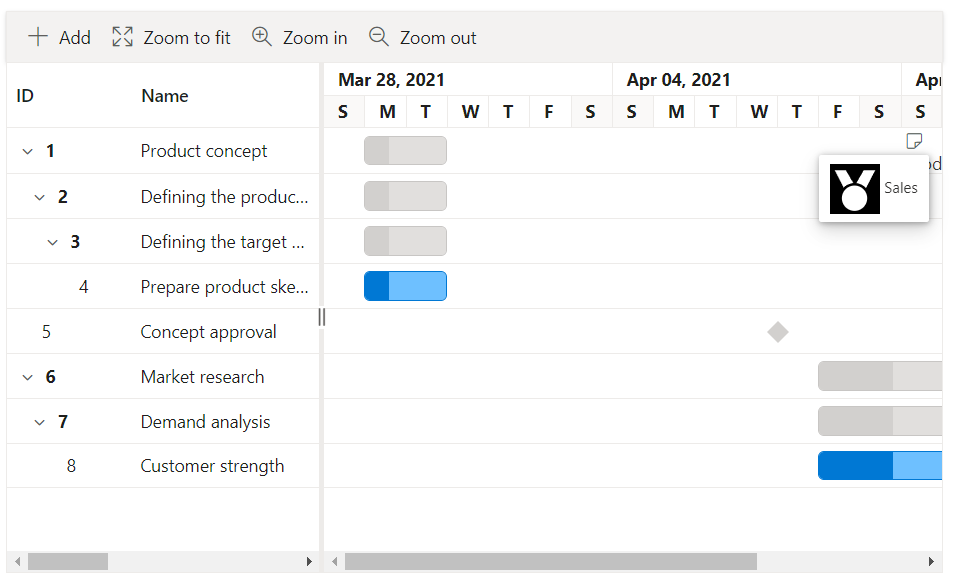 Add Zoom to fit Zoom in Zoom out
ID Name Mar 28, 2021 Apr 04, 2021 Apr
S M T W T F S S M T W T F S S
1 Product concept
Sales
2 Defining the produc...
3 Defining the target ...
4 Prepare product ske...
5 Concept approval
6 Market research
7 Demand analysis
8 Customer strength